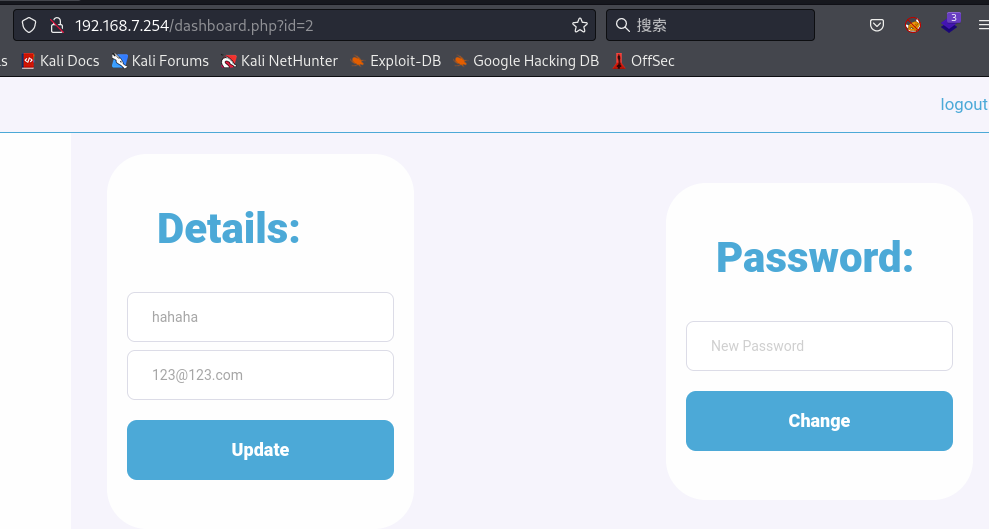 192.168.7.254/dashboard.php?id=2
搜索
3
s
Kali Docs
Kali Forums
Kali NetHunter
Exploit-DB
Google Hacking DB
OffSec
logout
Details:
hahaha
123@123.com
Update
Password:
New Password
Change